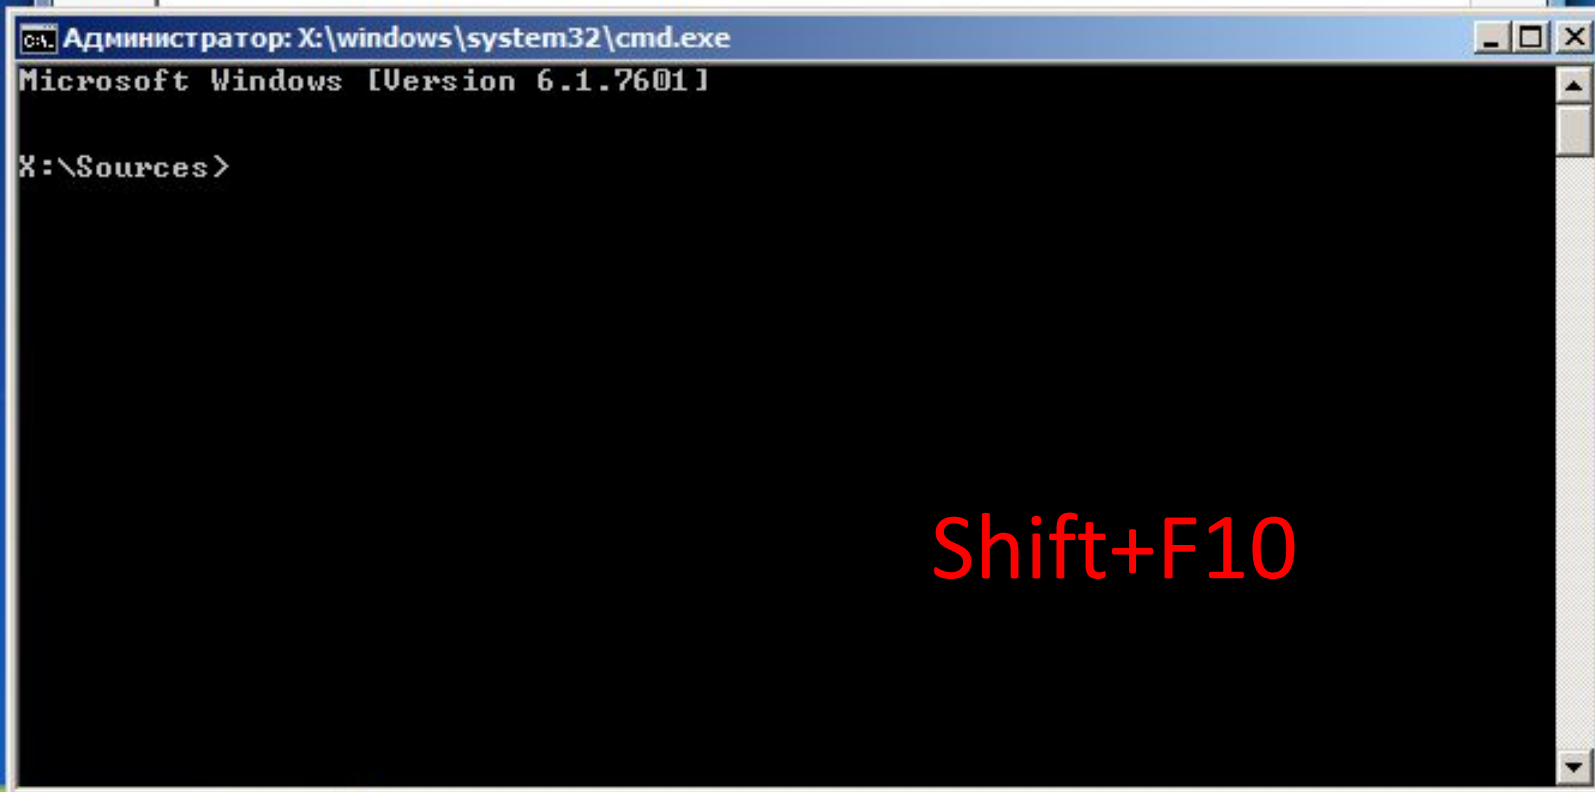 Администратор: X:\windows\system32\cmd.exe
Microsoft Windows [Version 6.1.7601]
X:\Sources>
Shift+F10